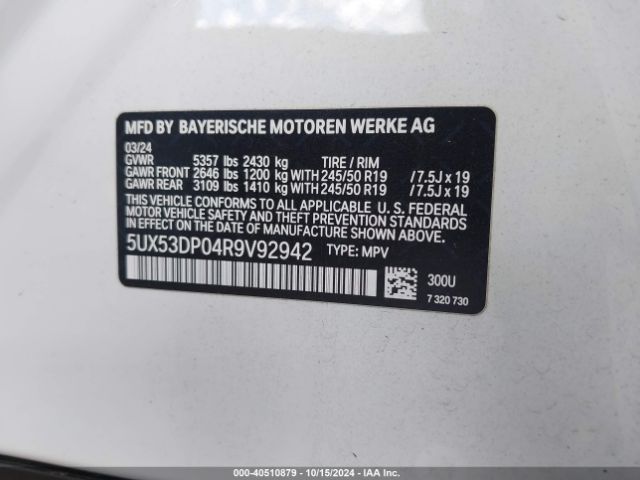 MFD BY BAYERISCHE MOTOREN WERKE AG
03/24
GVWR 5357 lbs 2430 kg TIRE / RIM
GAWR FRONT 2646 lbs 1200 kg WITH 245/50 R19 / 7.5J x 19
GAWR REAR 3109 lbs 1410 kg WITH 245/50 R19 / 7.5J x 19
THIS VEHICLE CONFORMS TO ALL APPLICABLE U.S. FEDERAL
MOTOR VEHICLE SAFETY, BUMPER, AND THEFT PREVENTION STANDARDS
IN EFFECT ON THE DATE OF MANUFACTURE SHOWN ABOVE.
5UX53DP04R9V92942 TYPE: MPV
300U
7 320 730
000-40510879 | 10/15/2024 | IAA Inc.